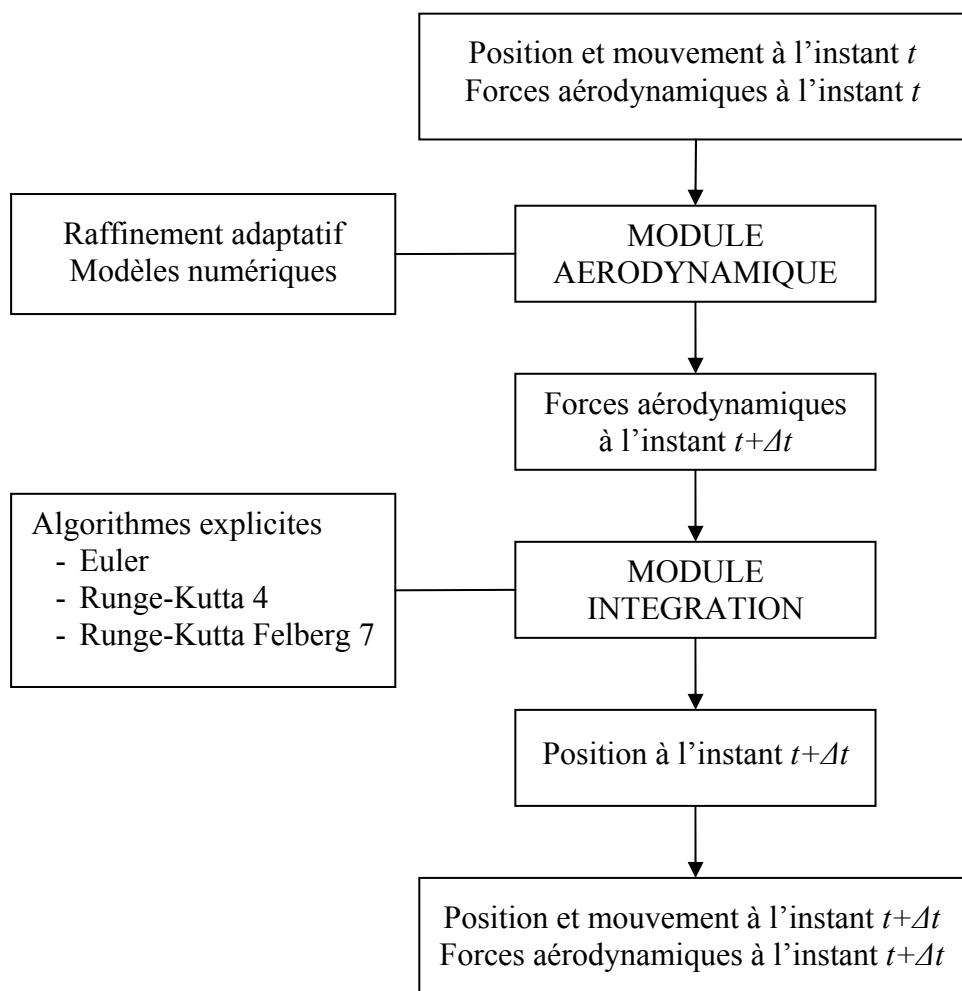 Position et mouvement à l’instant t
Forces aérodynamiques à l’instant t
Raffinement adaptatif
Modèles numériques
MODULE
AERODYNAMIQUE
Forces aérodynamiques
à l’instant t+Δt
Algorithmes explicites
- Euler
- Runge-Kutta 4
- Runge-Kutta Felberg 7
MODULE
INTEGRATION
Position à l’instant t+Δt
Position et mouvement à l’instant t+Δt
Forces aérodynamiques à l’instant t+Δt